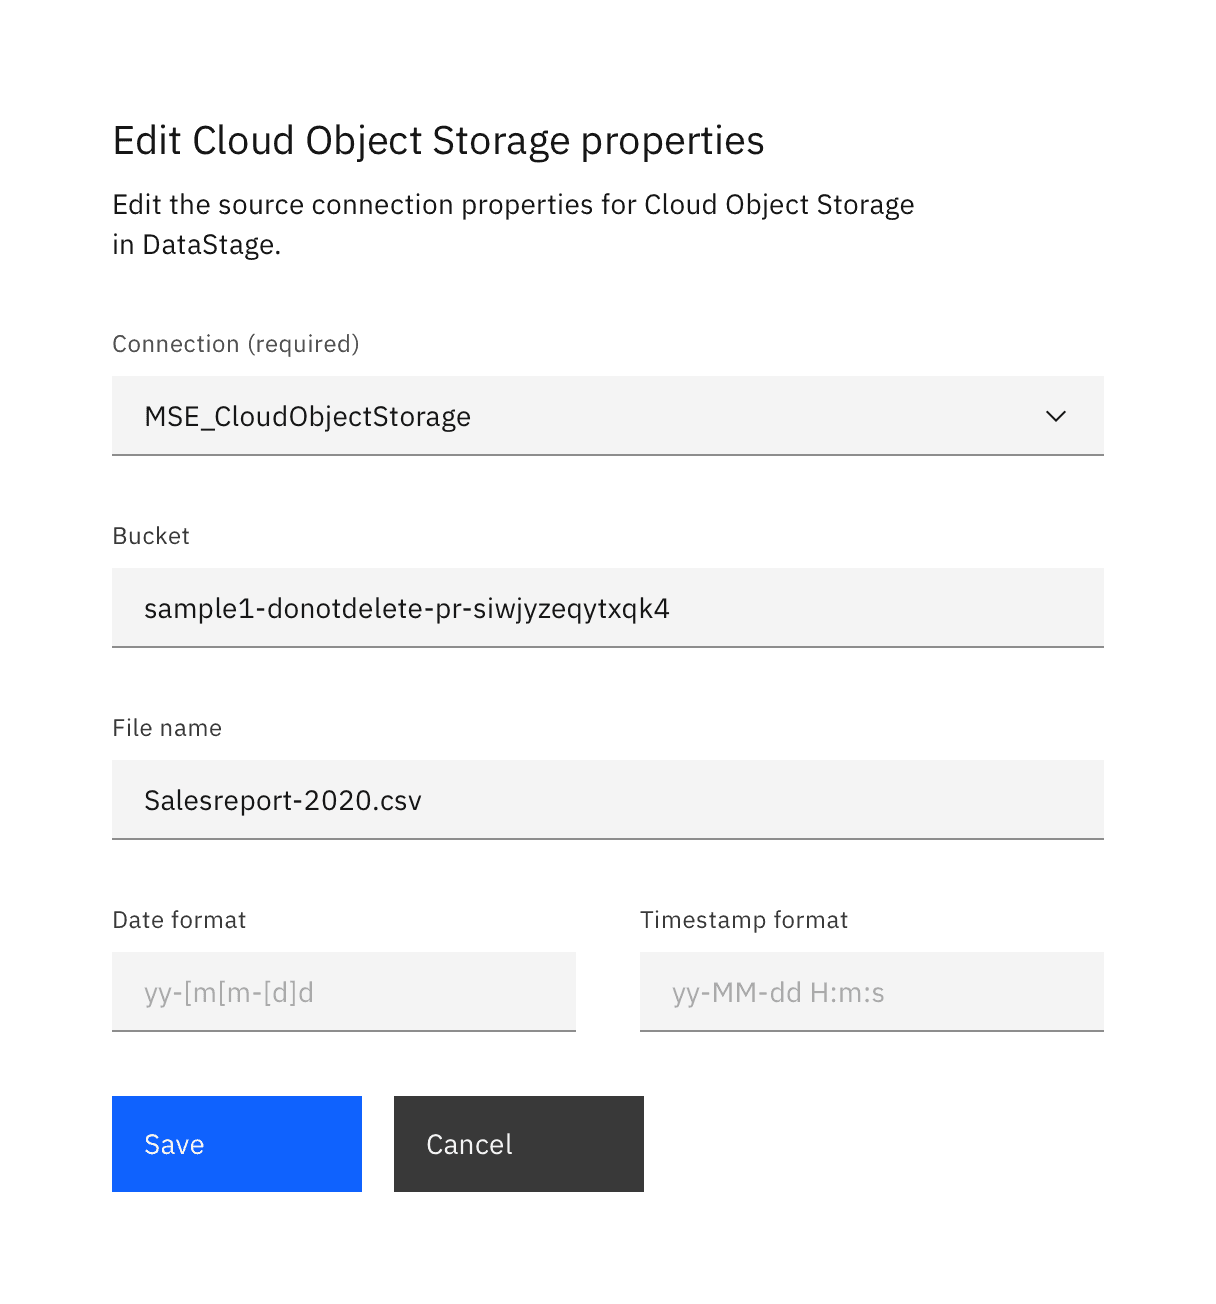 Edit Cloud Object Storage properties
Edit the source connection properties for Cloud Object Storage
in DataStage.
Connection (required)
MSE_CloudObjectStorage
Bucket
sample1-donotdelete-pr-siwjyzeqytxqk4
File name
Salesreport-2020.csv
Date format
yy-[m[m-[d]d
Timestamp format
yy-MM-dd H:m:s
Save
Cancel